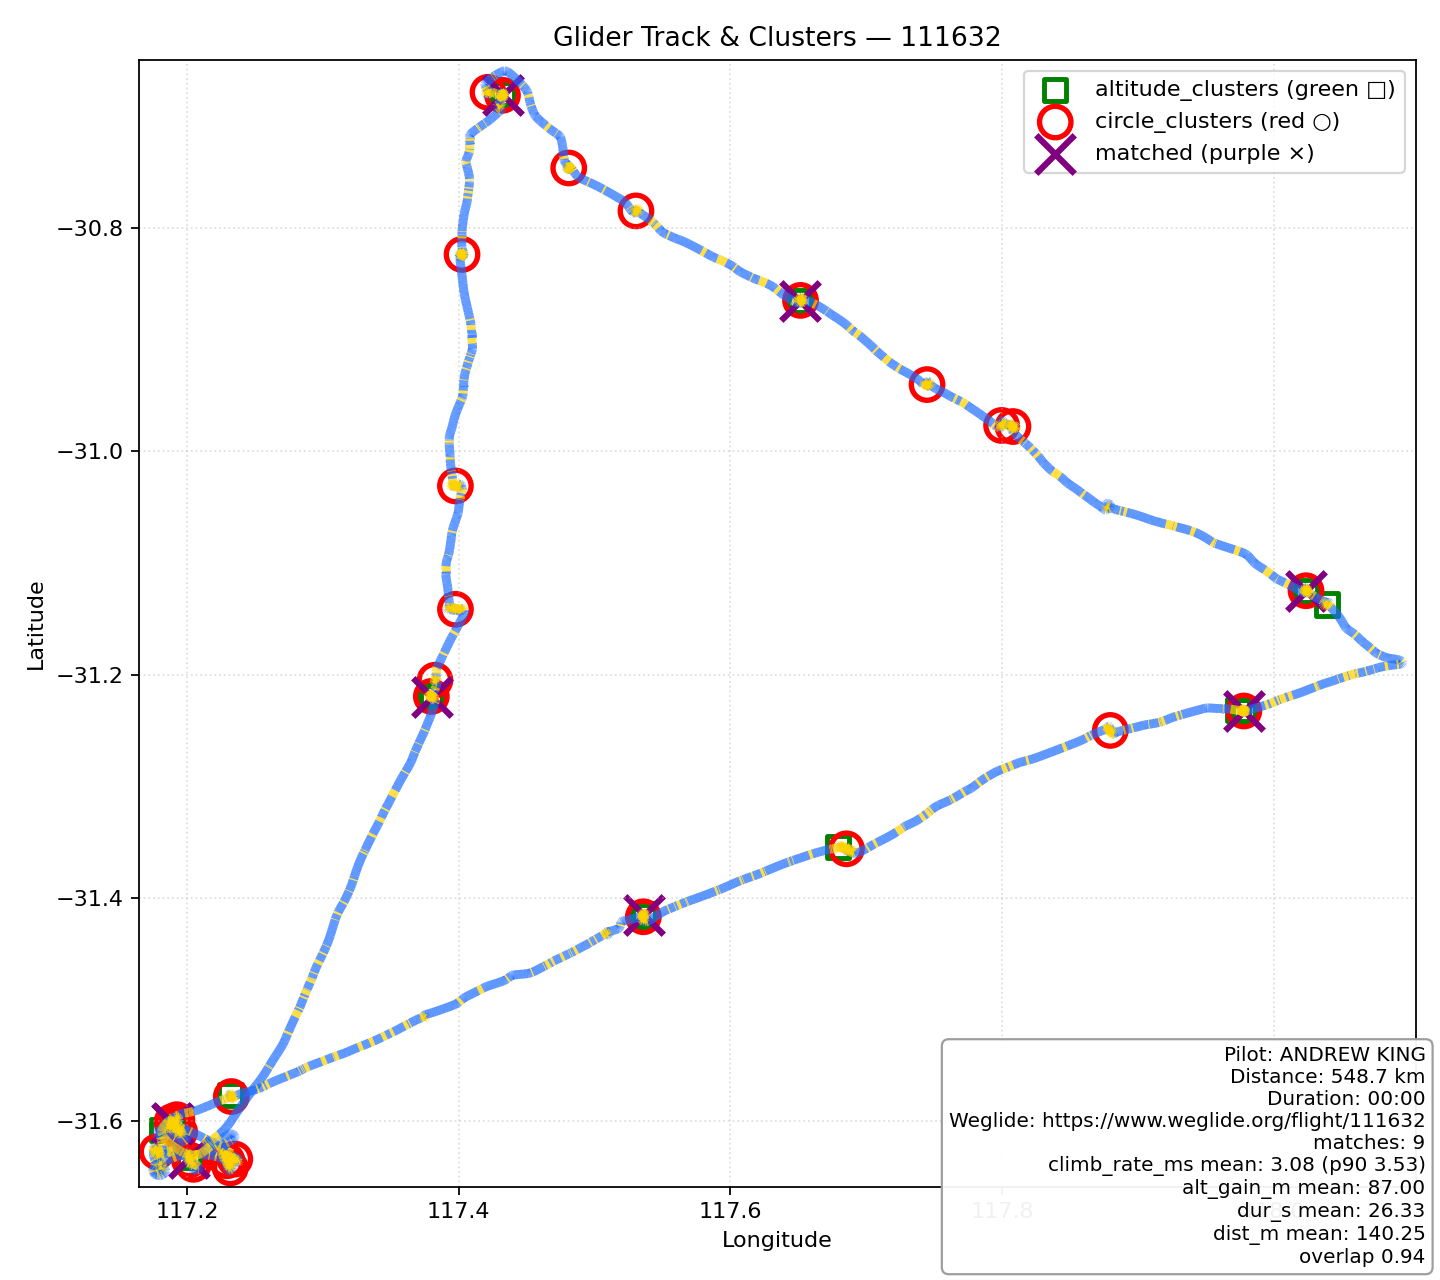 Glider Track & Clusters — 111632
altitude_clusters (green □)
circle_clusters (red ○)
matched (purple ×)
Latitude
−30.8
−31.0
−31.2
−31.4
−31.6
117.2
117.4
117.6
117.8
Longitude
Pilot: ANDREW KING
Distance: 548.7 km
Duration: 00:00
Weglide: https://www.weglide.org/flight/111632
matches: 9
climb_rate_ms mean: 3.08 (p90 3.53)
alt_gain_m mean: 87.00
dur_s mean: 26.33
dist_m mean: 140.25
overlap 0.94